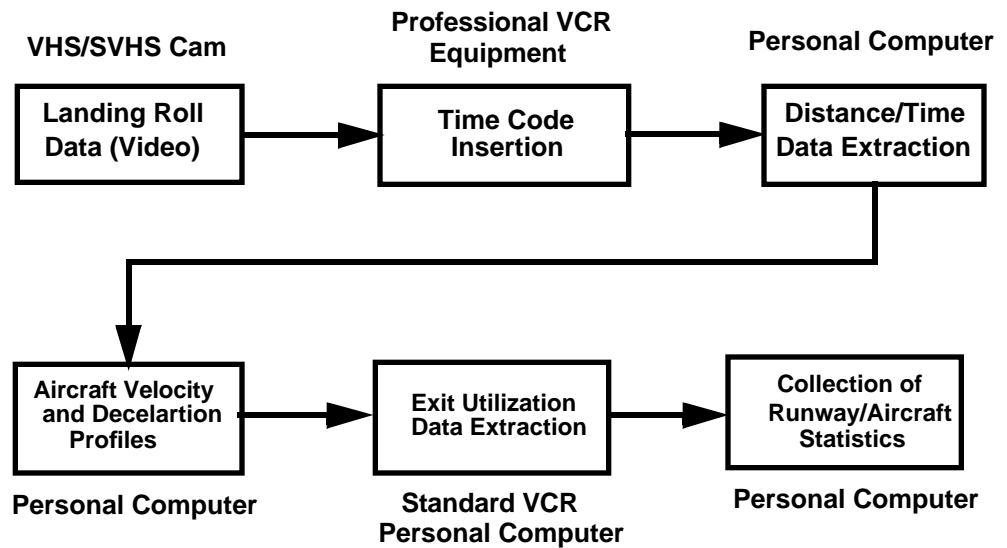 VHS/SVHS Cam
Landing Roll
Data (Video)
Professional VCR
Equipment
Time Code
Insertion
Personal Computer
Distance/Time
Data Extraction
Aircraft Velocity
and Decelartion
Profiles
Personal Computer
Exit Utilization
Data Extraction
Standard VCR
Personal Computer
Collection of
Runway/Aircraft
Statistics
Personal Computer